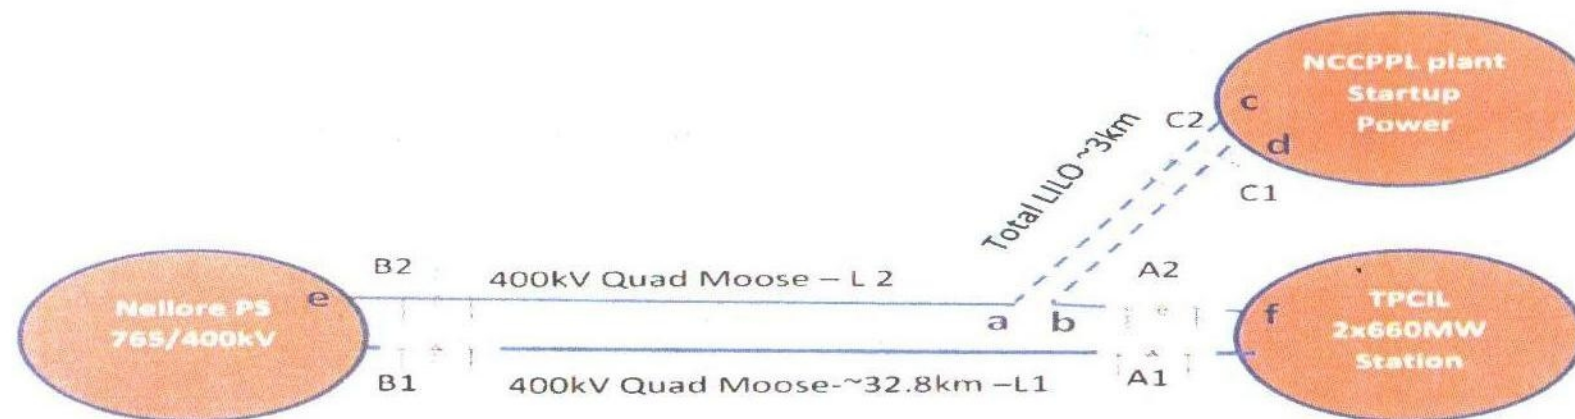 NCCPPL plant
Startup
Power
c
d
C2
C1
Total LILO ~3km
B2
400kV Quad Moose – L 2
A2
Nellore PS
765/400kV
e
a
b
f
TPCIL
2x660MW
Station
B1
400kV Quad Moose-~32.8km –L1
A1